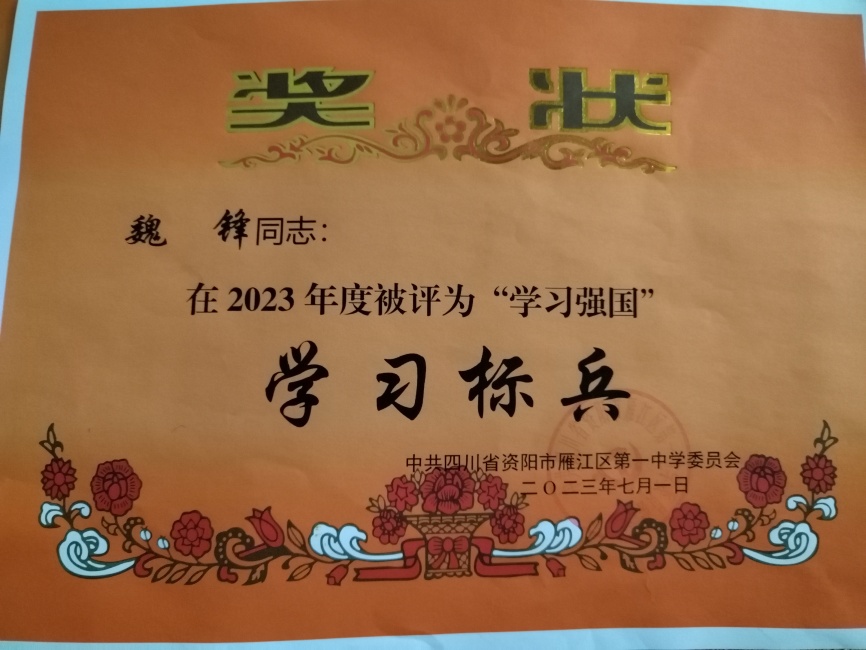 奖状
魏锋同志：
在2023年度被评为“学习强国”
学习标兵
中共四川省资阳市雁江区第一中学委员会
二O二三年七月一日